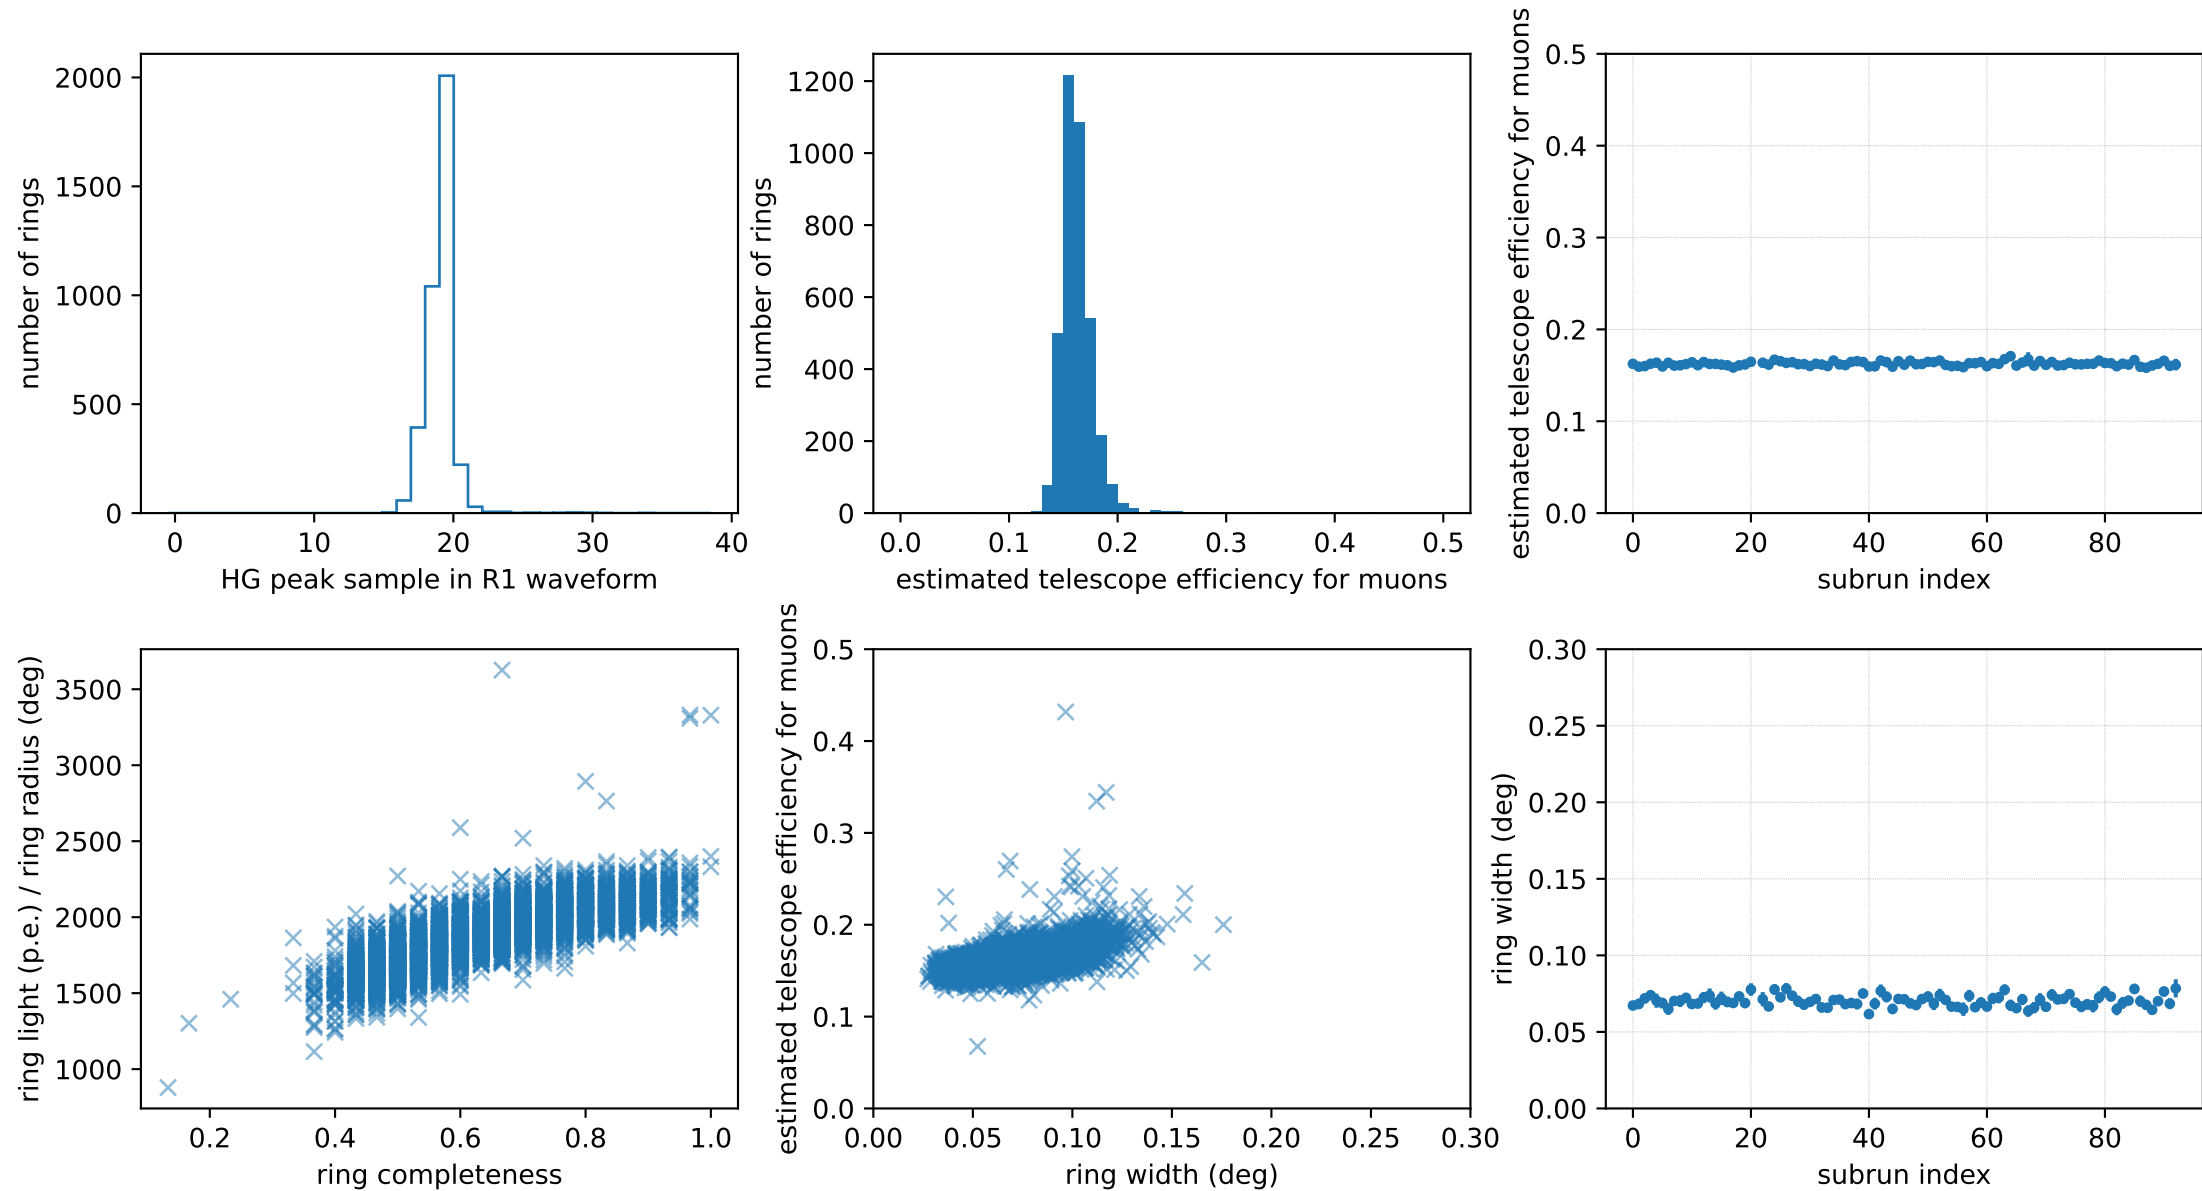 2000
1500
1000
500
0
number of rings
0 10 20 30 40
HG peak sample in R1 waveform
1200
1000
800
600
400
200
0
number of rings
0.0 0.1 0.2 0.3 0.4 0.5
estimated telescope efficiency for muons
0.5
0.4
0.3
0.2
0.1
0.0
estimated telescope efficiency for muons
0 20 40 60 80
subrun index
3500
3000
2500
2000
1500
1000
ring light (p.e.) / ring radius (deg)
0.2 0.4 0.6 0.8 1.0
ring completeness
0.5
0.4
0.3
0.2
0.1
0.0
estimated telescope efficiency for muons
0.00 0.05 0.10 0.15 0.20 0.25 0.30
ring width (deg)
0.30
0.25
0.20
0.15
0.10
0.05
0.00
ring width (deg)
0 20 40 60 80
subrun index